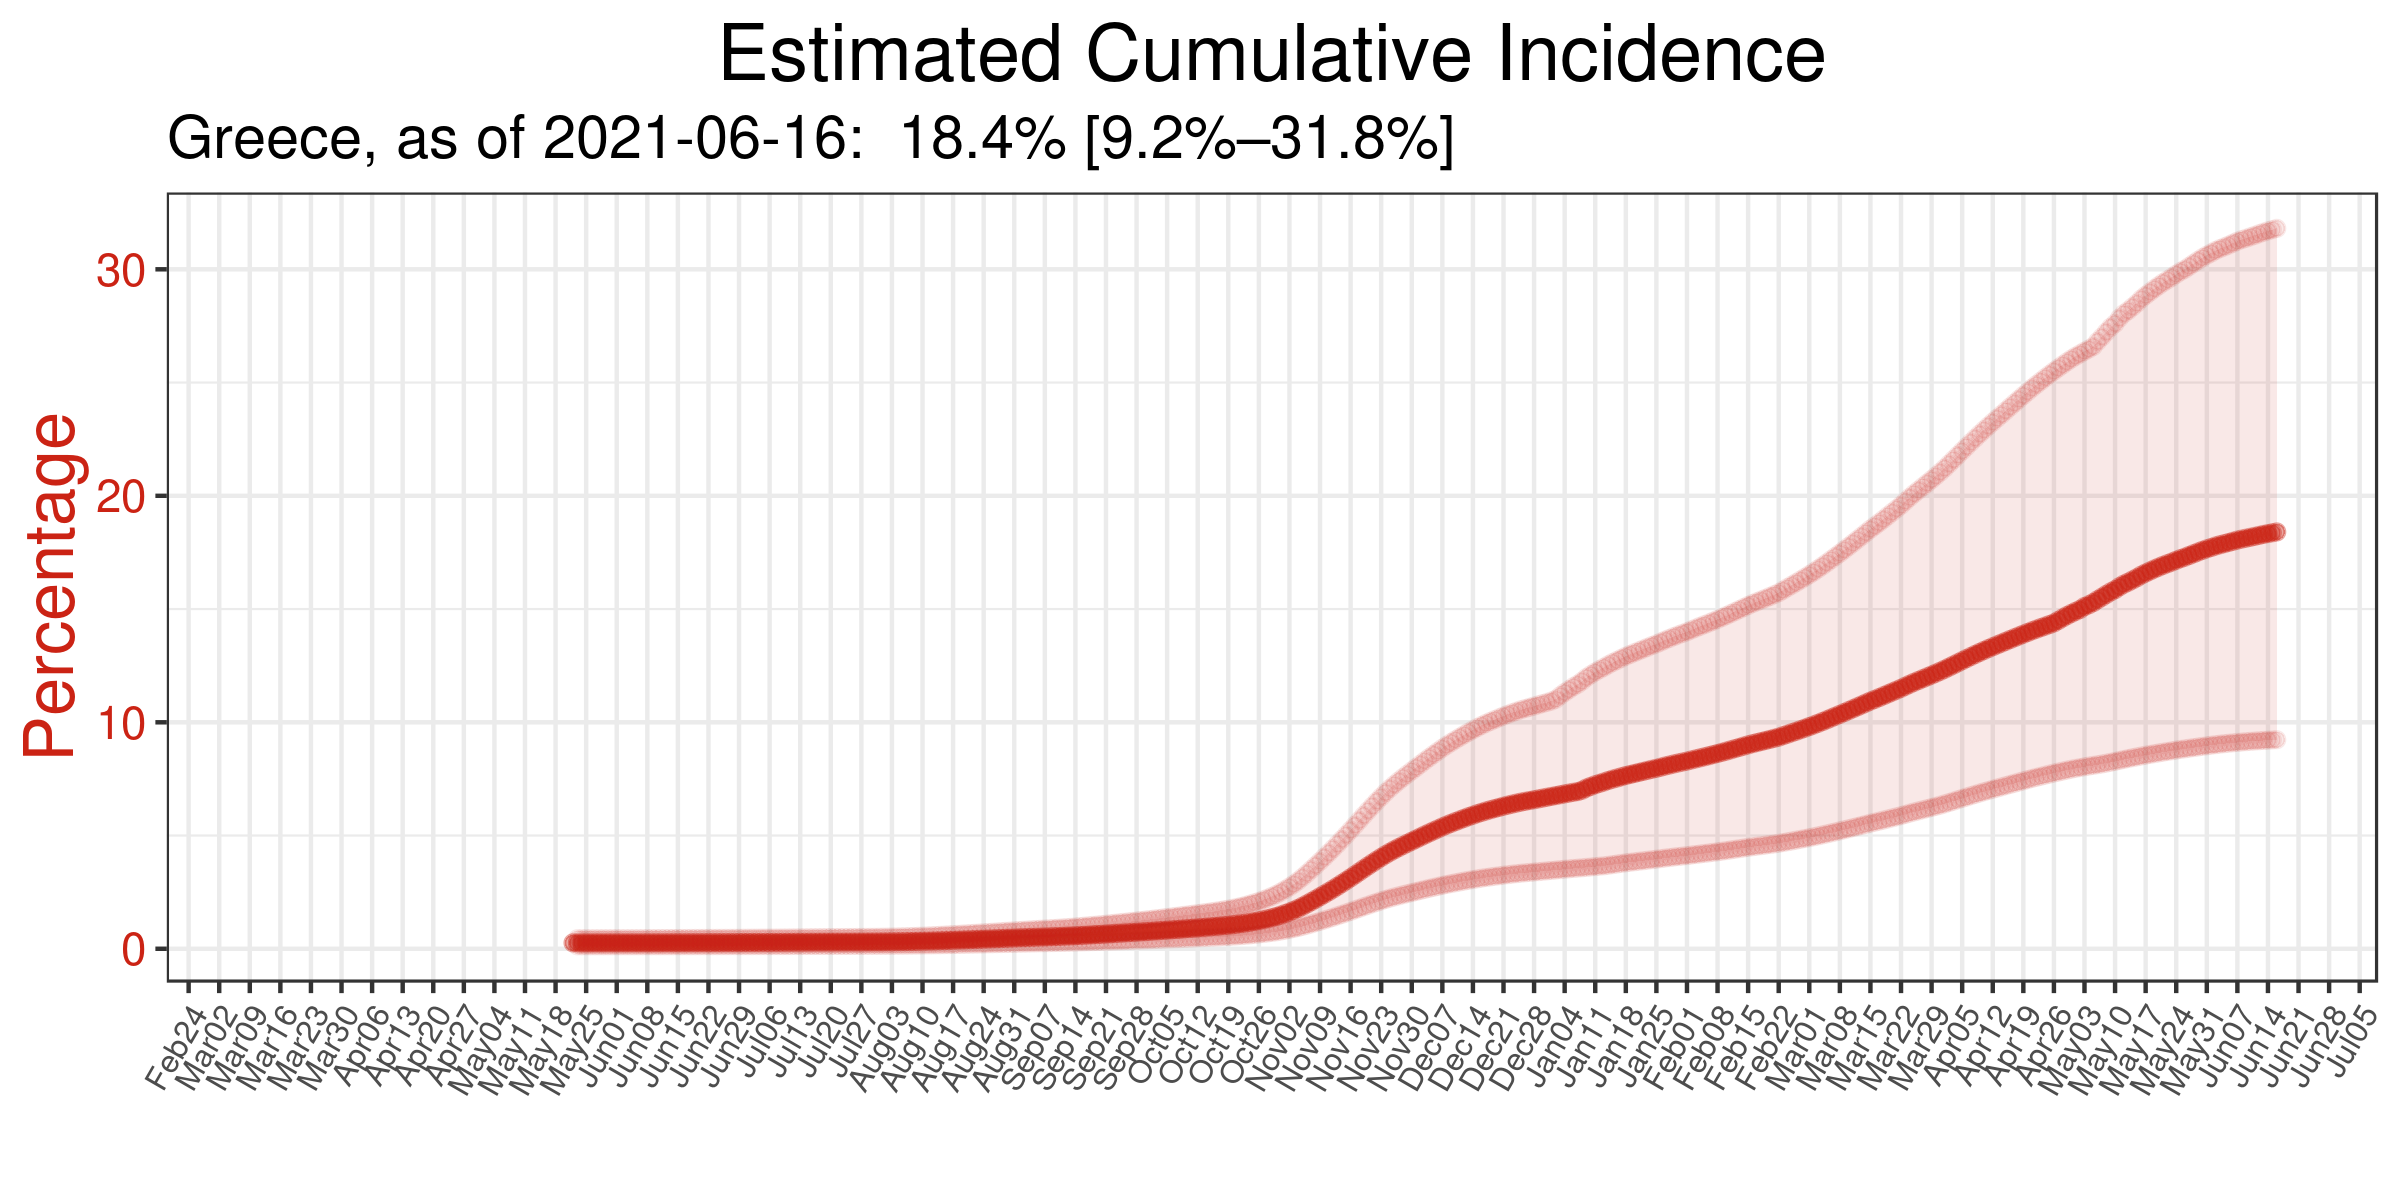 Estimated Cumulative Incidence
Greece, as of 2021-06-16:  18.4% [9.2%–31.8%]
Percentage
30
20
10
0
Feb24
Mar02
Mar09
Mar16
Mar23
Mar30
Apr06
Apr13
Apr20
Apr27
May04
May11
May18
May25
Jun01
Jun08
Jun15
Jun22
Jun29
Jul06
Jul13
Jul20
Jul27
Aug03
Aug10
Aug17
Aug24
Aug31
Sep07
Sep14
Sep21
Sep28
Oct05
Oct12
Oct19
Oct26
Nov02
Nov09
Nov16
Nov23
Nov30
Dec07
Dec14
Dec21
Dec28
Jan04
Jan11
Jan18
Jan25
Feb01
Feb08
Feb15
Feb22
Mar01
Mar08
Mar15
Mar22
Mar29
Apr05
Apr12
Apr19
Apr26
May03
May10
May17
May24
May31
Jun07
Jun14
Jun21
Jun28
Jul05